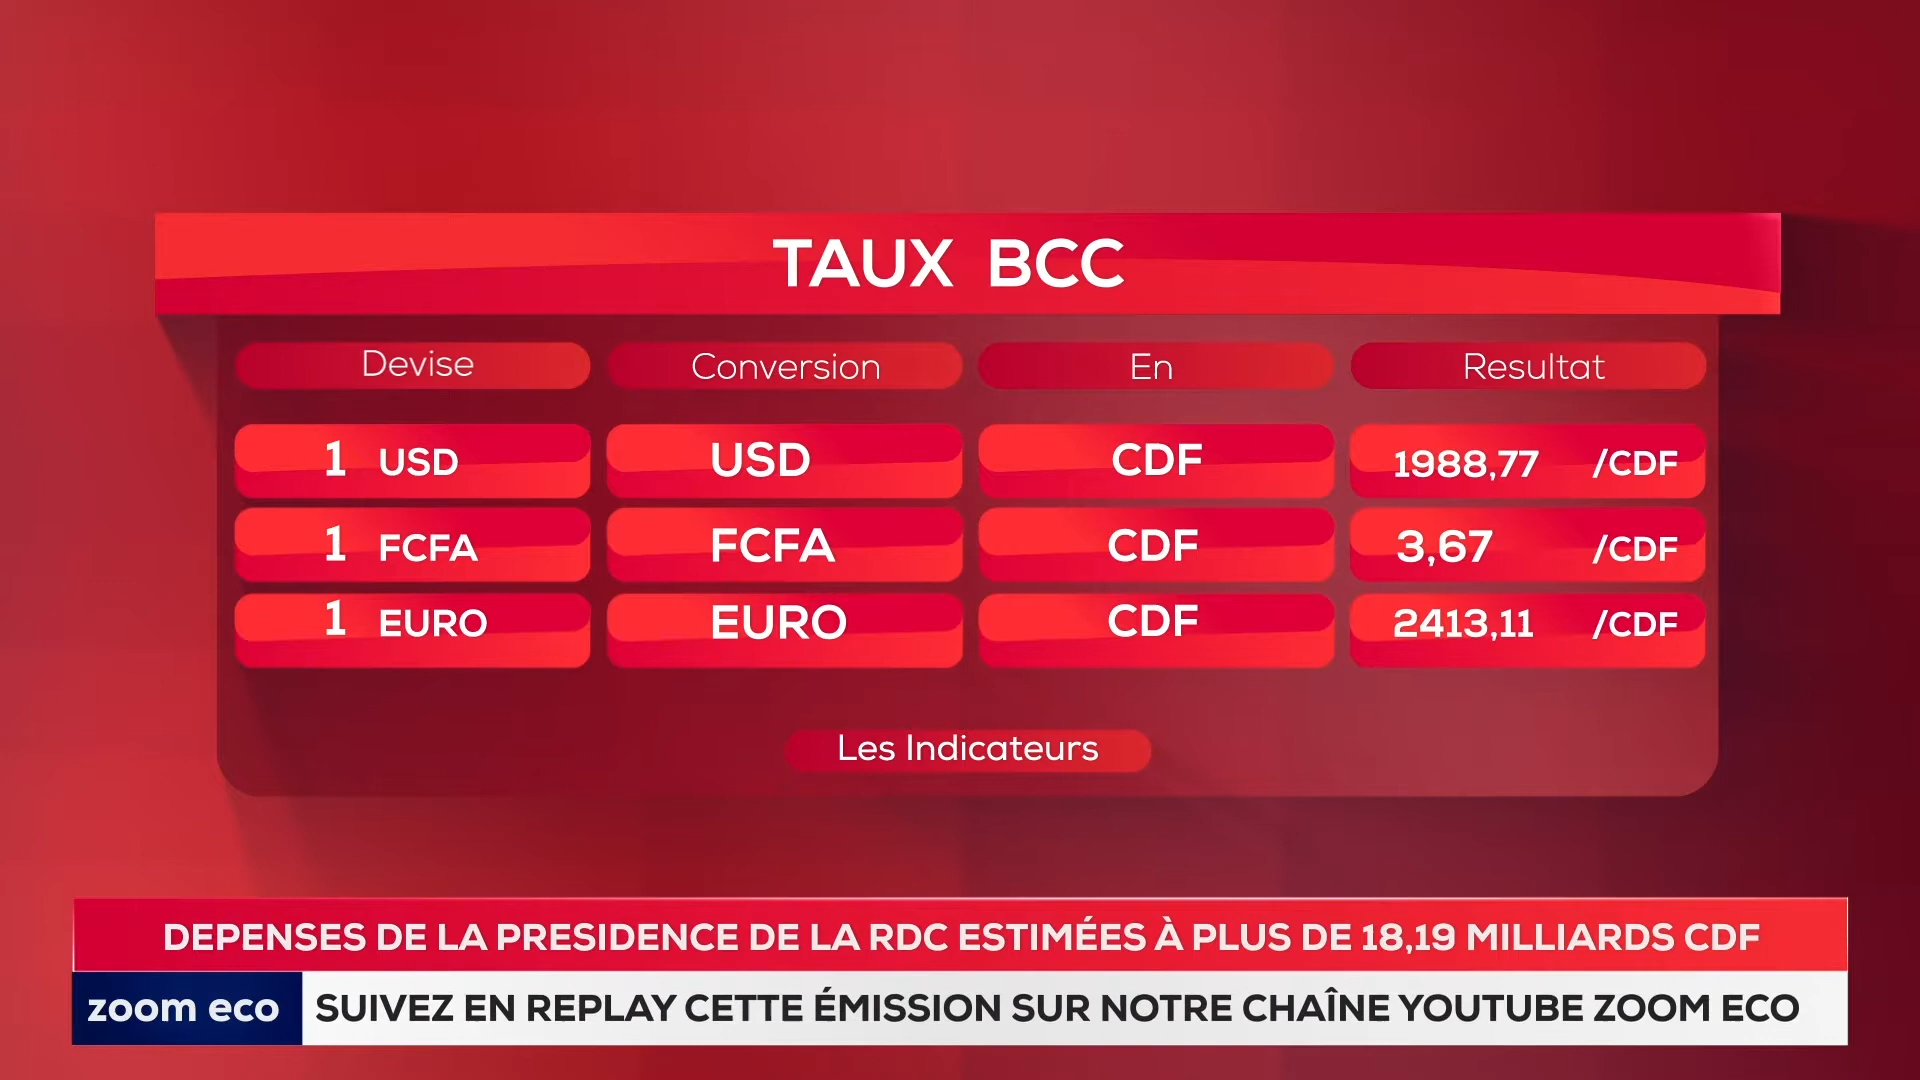 TAUX BCC
Devise Conversion En Resultat
1 USD USD CDF 1988,77 /CDF
1 FCFA FCFA CDF 3,67 /CDF
1 EURO EURO CDF 2413,11 /CDF
Les Indicateurs
DEPENSES DE LA PRESIDENCE DE LA RDC ESTIMÉES À PLUS DE 18,19 MILLIARDS CDF
zoom eco SUIVEZ EN REPLAY CETTE ÉMISSION SUR NOTRE CHAÎNE YOUTUBE ZOOM ECO